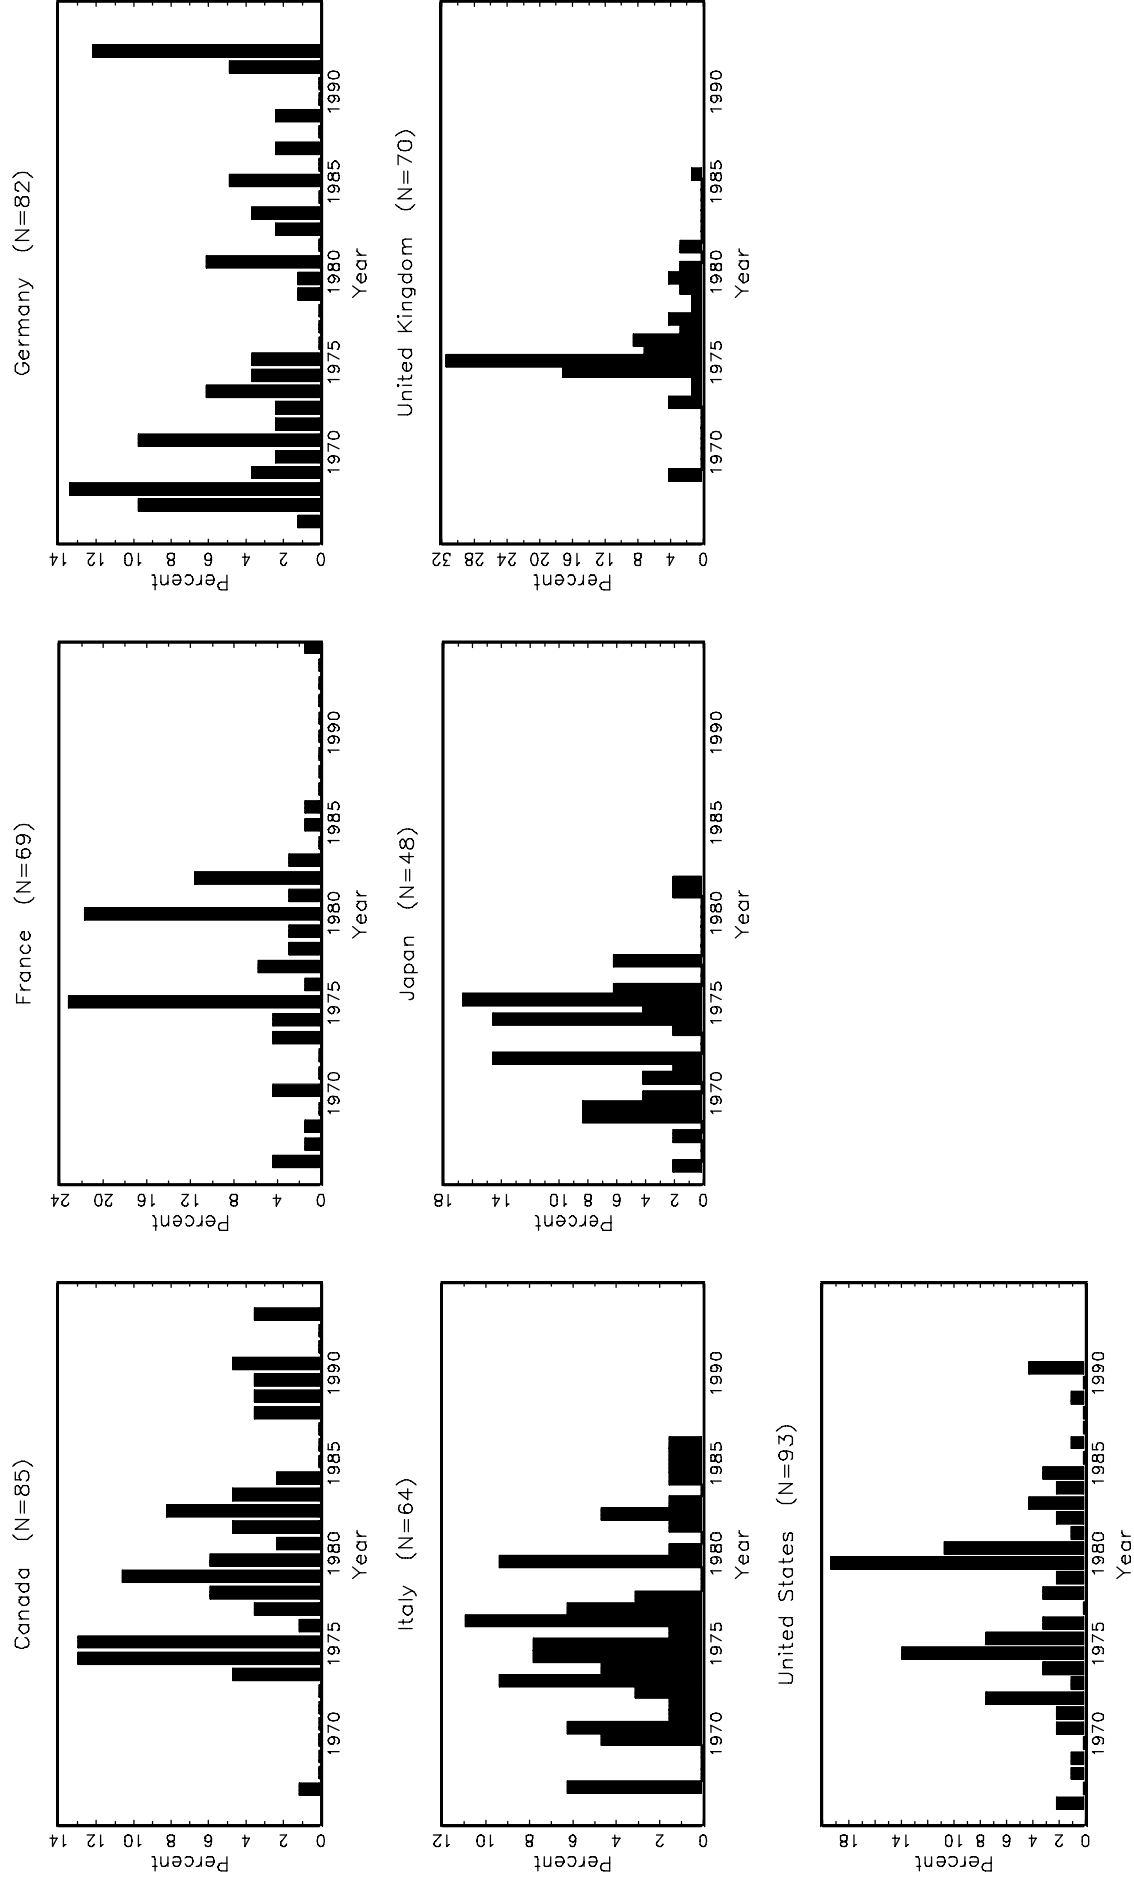 Canada (N=85)
Percent
14
12
10
8
6
4
2
0
1970 1975 1980 1985 1990
Year
France (N=69)
Percent
24
20
16
12
8
4
0
1970 1975 1980 1985 1990
Year
Germany (N=82)
Percent
14
12
10
8
6
4
2
0
1970 1975 1980 1985 1990
Year
Italy (N=64)
Percent
12
10
8
6
4
2
0
1970 1975 1980 1985 1990
Year
Japan (N=48)
Percent
18
14
10
8
6
4
2
0
1970 1975 1980 1985 1990
Year
United Kingdom (N=70)
Percent
32
28
24
20
16
12
8
4
0
1970 1975 1980 1985 1990
Year
United States (N=93)
Percent
18
14
10
8
6
4
2
0
1970 1975 1980 1985 1990
Year